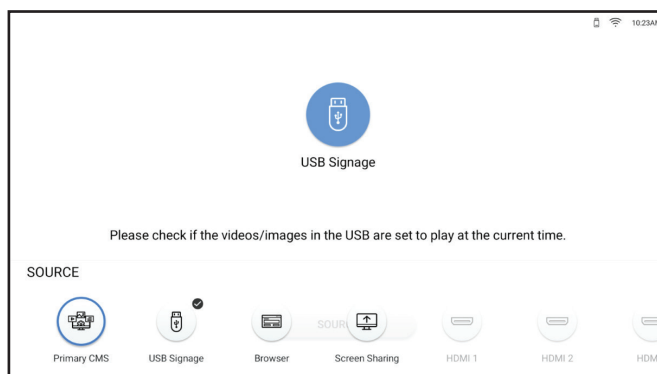 10:23AM
USB Signage
Please check if the videos/images in the USB are set to play at the current time.
SOURCE
Primary CMS USB Signage Browser Screen Sharing HDMI 1 HDMI 2